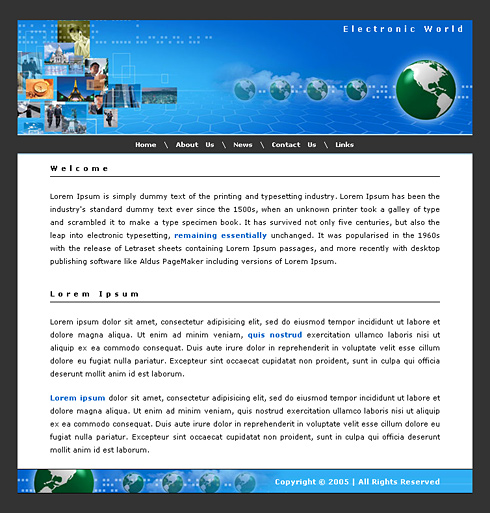 Electronic World
Home \ About Us \ News \ Contact Us \ Links
Welcome
Lorem Ipsum is simply dummy text of the printing and typesetting industry. Lorem Ipsum has been the
industry's standard dummy text ever since the 1500s, when an unknown printer took a galley of type
and scrambled it to make a type specimen book. It has survived not only five centuries, but also the
leap into electronic typesetting, remaining essentially unchanged. It was popularised in the 1960s
with the release of Letraset sheets containing Lorem Ipsum passages, and more recently with desktop
publishing software like Aldus PageMaker including versions of Lorem Ipsum.
Lorem Ipsum
Lorem ipsum dolor sit amet, consectetur adipisicing elit, sed do eiusmod tempor incididunt ut labore et
dolore magna aliqua. Ut enim ad minim veniam, quis nostrud exercitation ullamco laboris nisi ut
aliquip ex ea commodo consequat. Duis aute irure dolor in reprehenderit in voluptate velit esse cillum
dolore eu fugiat nulla pariatur. Excepteur sint occaecat cupidatat non proident, sunt in culpa qui officia
deserunt mollit anim id est laborum.
Lorem ipsum dolor sit amet, consectetur adipisicing elit, sed do eiusmod tempor incididunt ut labore et
dolore magna aliqua. Ut enim ad minim veniam, quis nostrud exercitation ullamco laboris nisi ut
aliquip ex ea commodo consequat. Duis aute irure dolor in reprehenderit in voluptate velit esse cillum
dolore eu fugiat nulla pariatur. Excepteur sint occaecat cupidatat non proident, sunt in culpa qui officia deserunt
mollit anim id est laborum.
Copyright © 2005 | All Rights Reserved